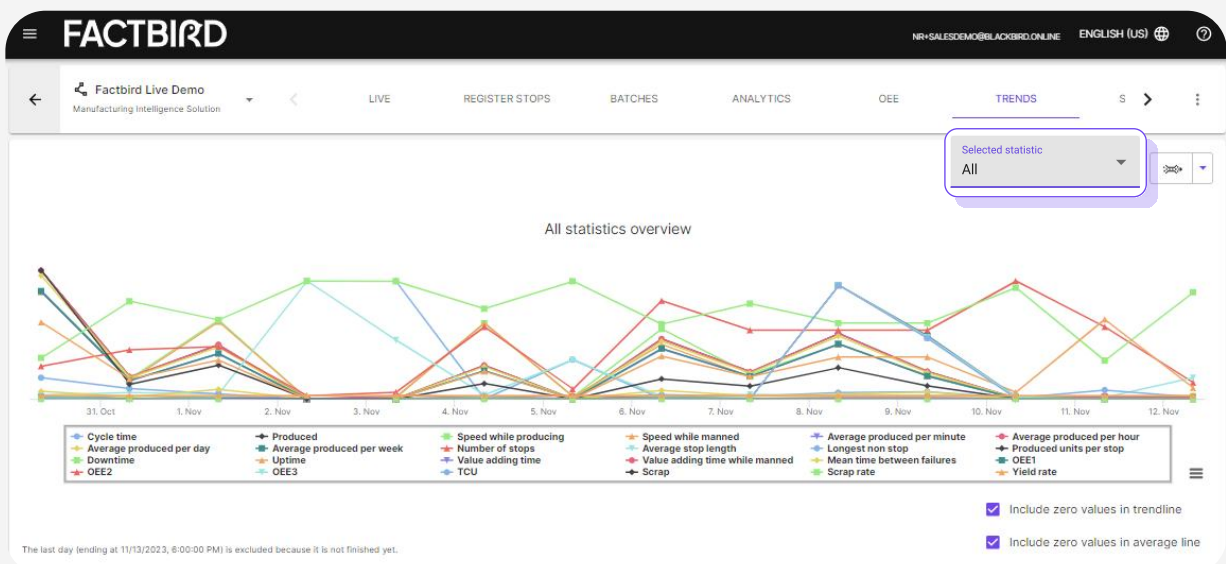 FACTBIRD
NR+SALESDEMO@BLACKBIRD.ONLINE ENGLISH (US)
Factbird Live Demo
Manufacturing Intelligence Solution
LIVE REGISTER STOPS BATCHES ANALYTICS OEE TRENDS S
Selected statistic
All
All statistics overview
31. Oct 1. Nov 2. Nov 3. Nov 4. Nov 5. Nov 6. Nov 7. Nov 8. Nov 9. Nov 10. Nov 11. Nov 12. Nov
Cycle time Produced Speed while producing Speed while manned Average produced per minute Average produced per hour
Average produced per day Average produced per week Number of stops Average stop length Longest non stop Produced units per stop
Downtime Uptime Value adding time Value adding time while manned Mean time between failures OEE1
OEE2 OEE3 TCU Scrap Scrap rate Yield rate
Include zero values in trendline
Include zero values in average line
The last day (ending at 11/13/2023, 6:00:00 PM) is excluded because it is not finished yet.